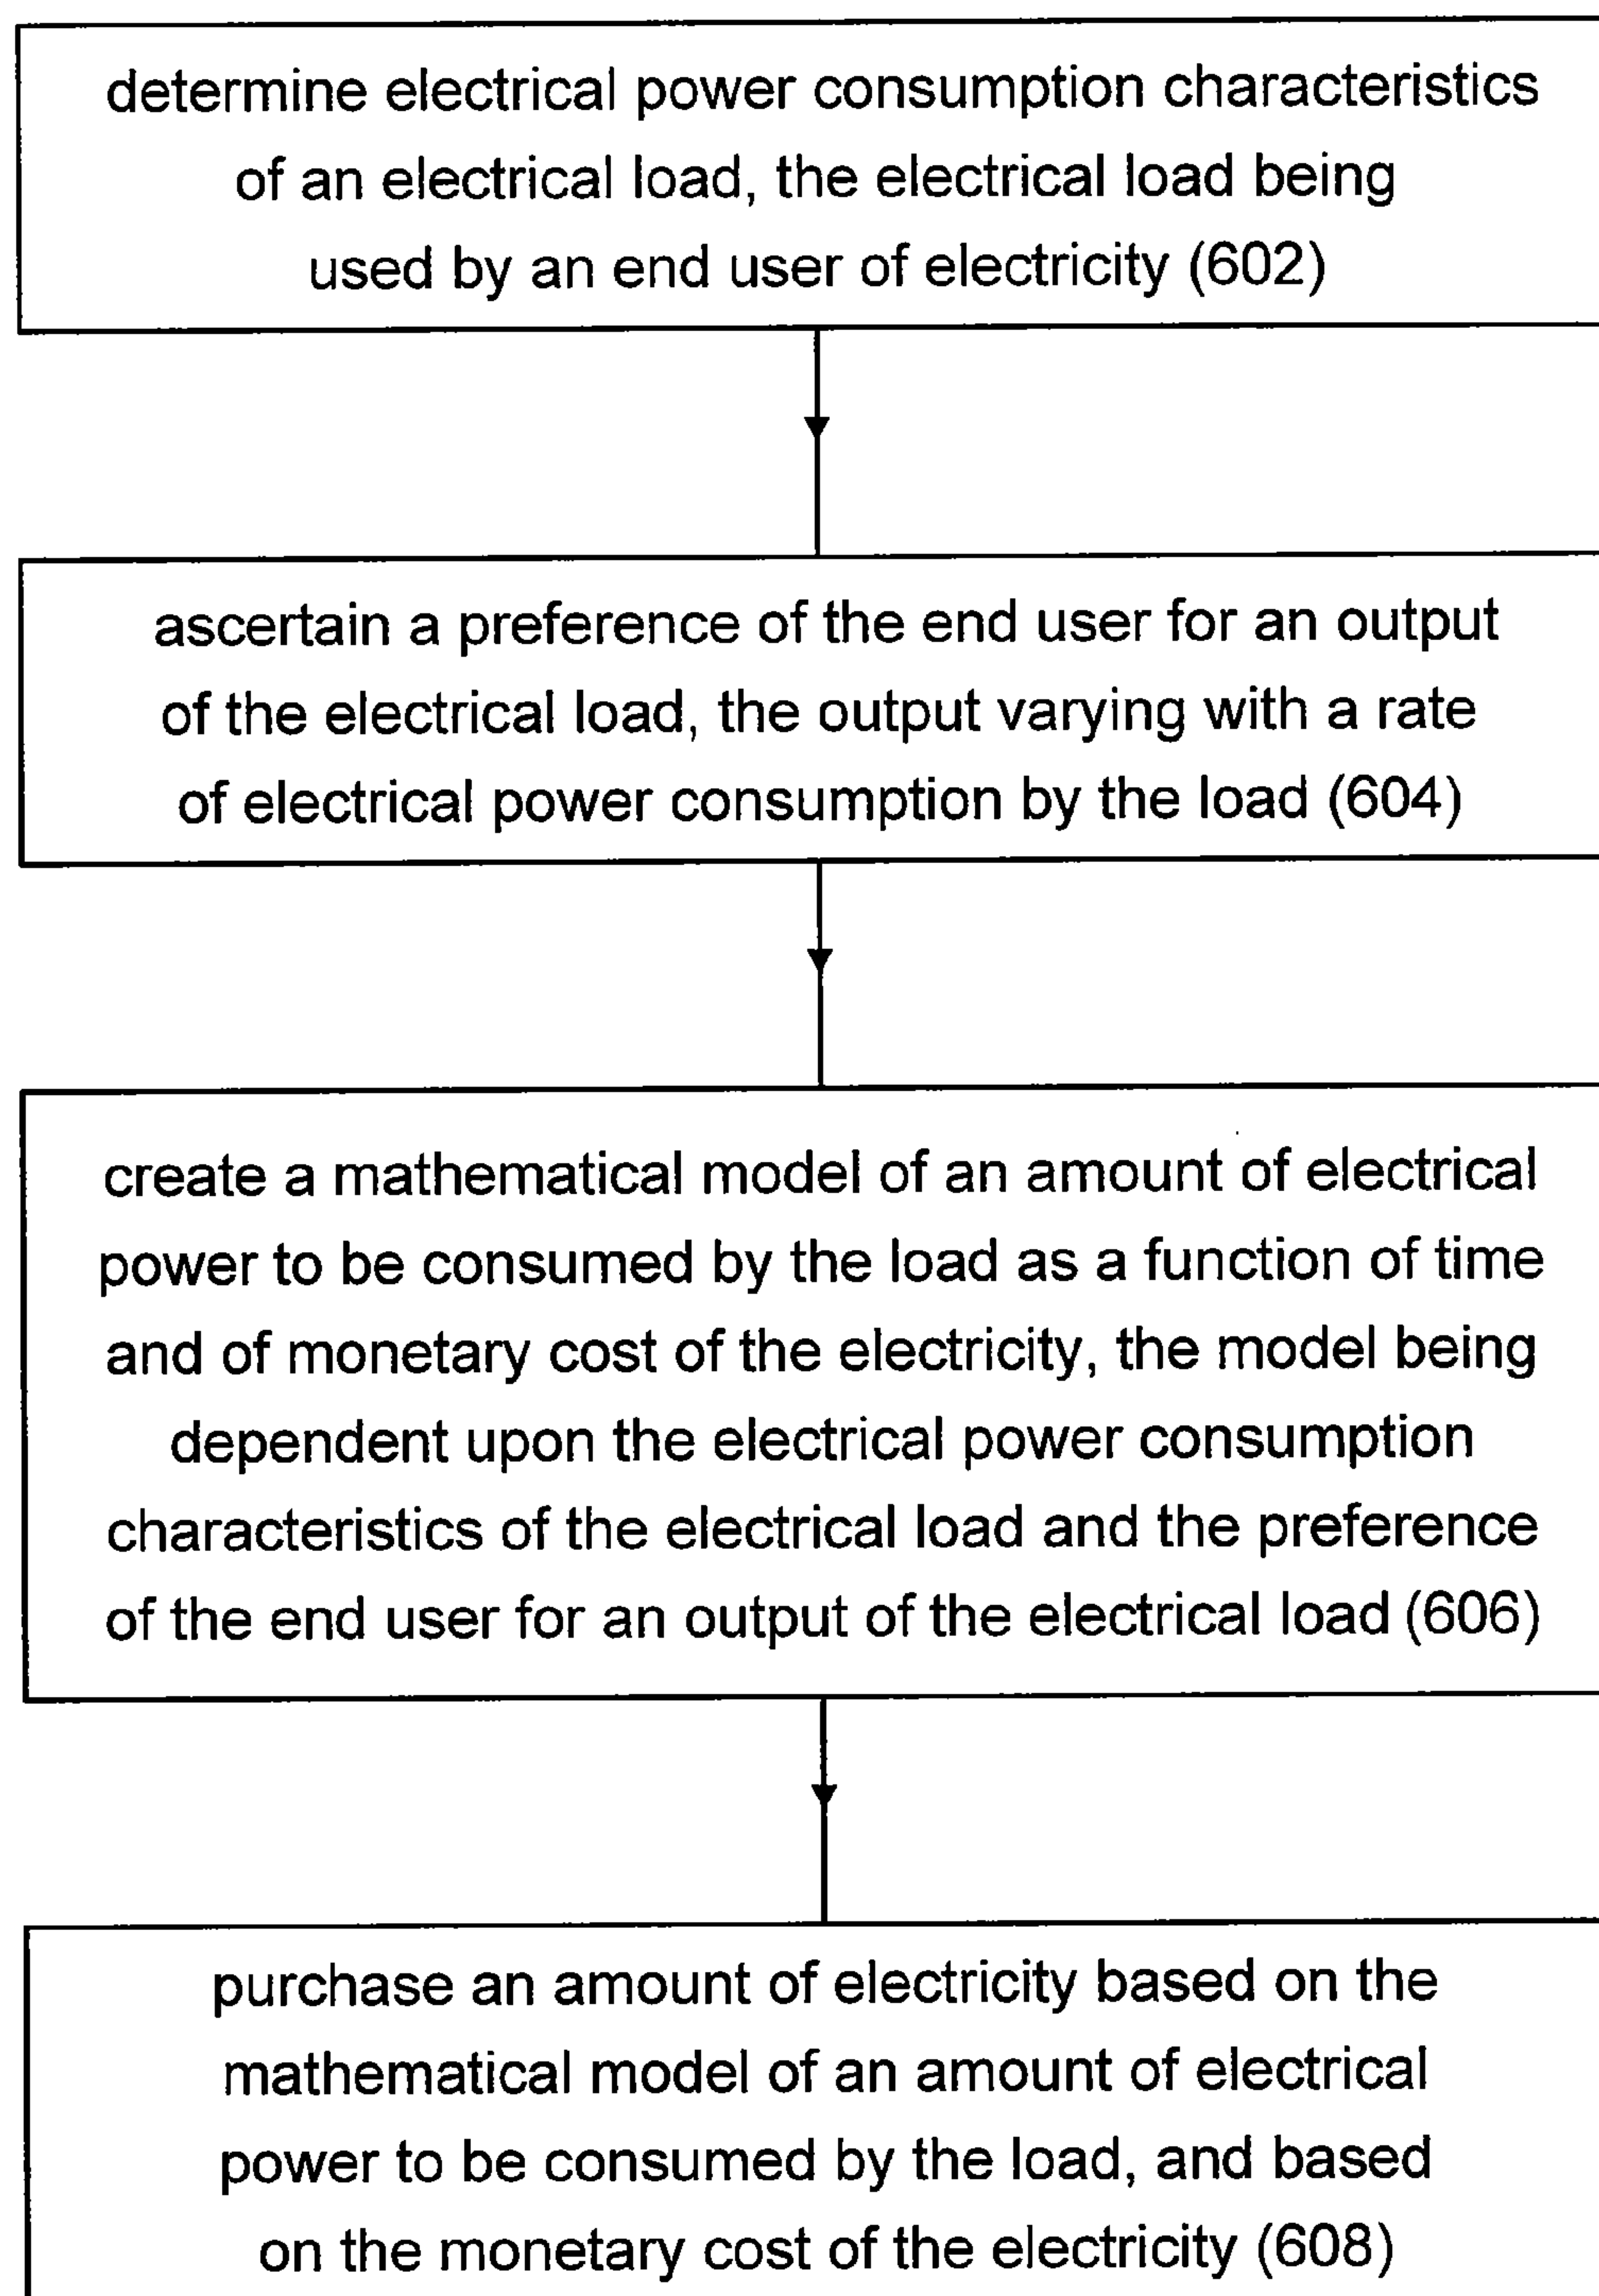 determine electrical power consumption characteristics
of an electrical load, the electrical load being
used by an end user of electricity (602)
ascertain a preference of the end user for an output
of the electrical load, the output varying with a rate
of electrical power consumption by the load (604)
create a mathematical model of an amount of electrical
power to be consumed by the load as a function of time
and of monetary cost of the electricity, the model being
dependent upon the electrical power consumption
characteristics of the electrical load and the preference
of the end user for an output of the electrical load (606)
purchase an amount of electricity based on the
mathematical model of an amount of electrical
power to be consumed by the load, and based
on the monetary cost of the electricity (608)